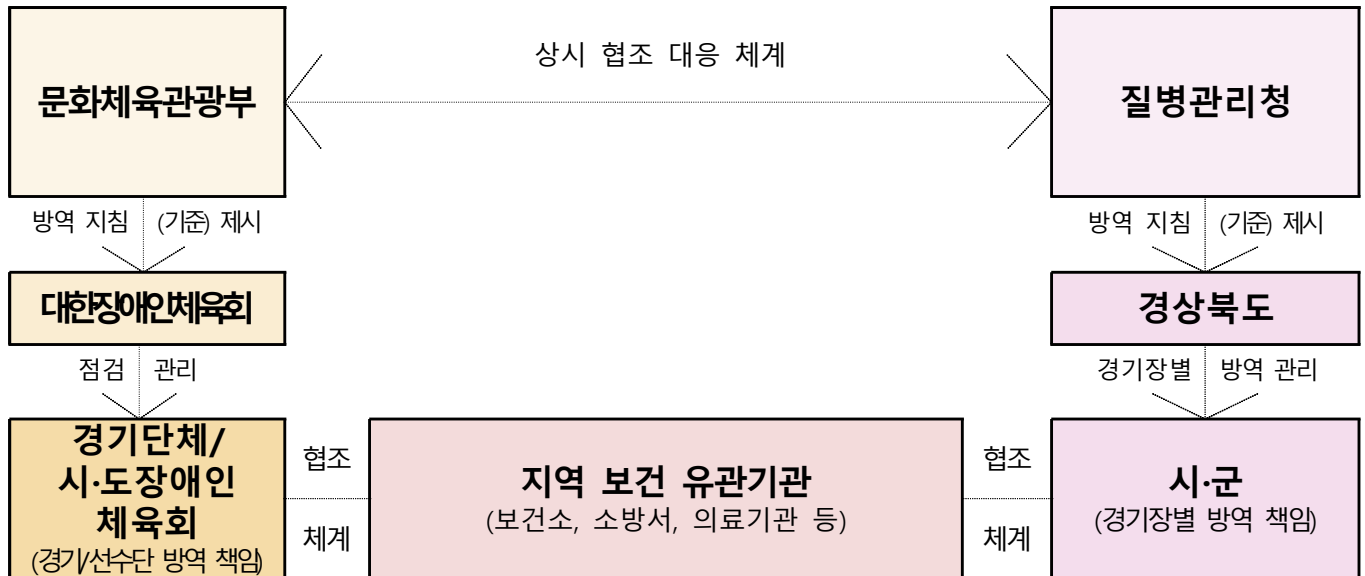 상시 협조 대응 체계
문화체육관광부
질병관리청
방역 지침 (기준) 제시
방역 지침 (기준) 제시
대한장애인체육회
경상북도
점검 관리
경기장별 방역 관리
경기단체/
시·도장애인
체육회
(경기/선수단 방역 책임)
협조
체계
지역 보건 유관기관
(보건소, 소방서, 의료기관 등)
협조
체계
시·군
(경기장별 방역 책임)